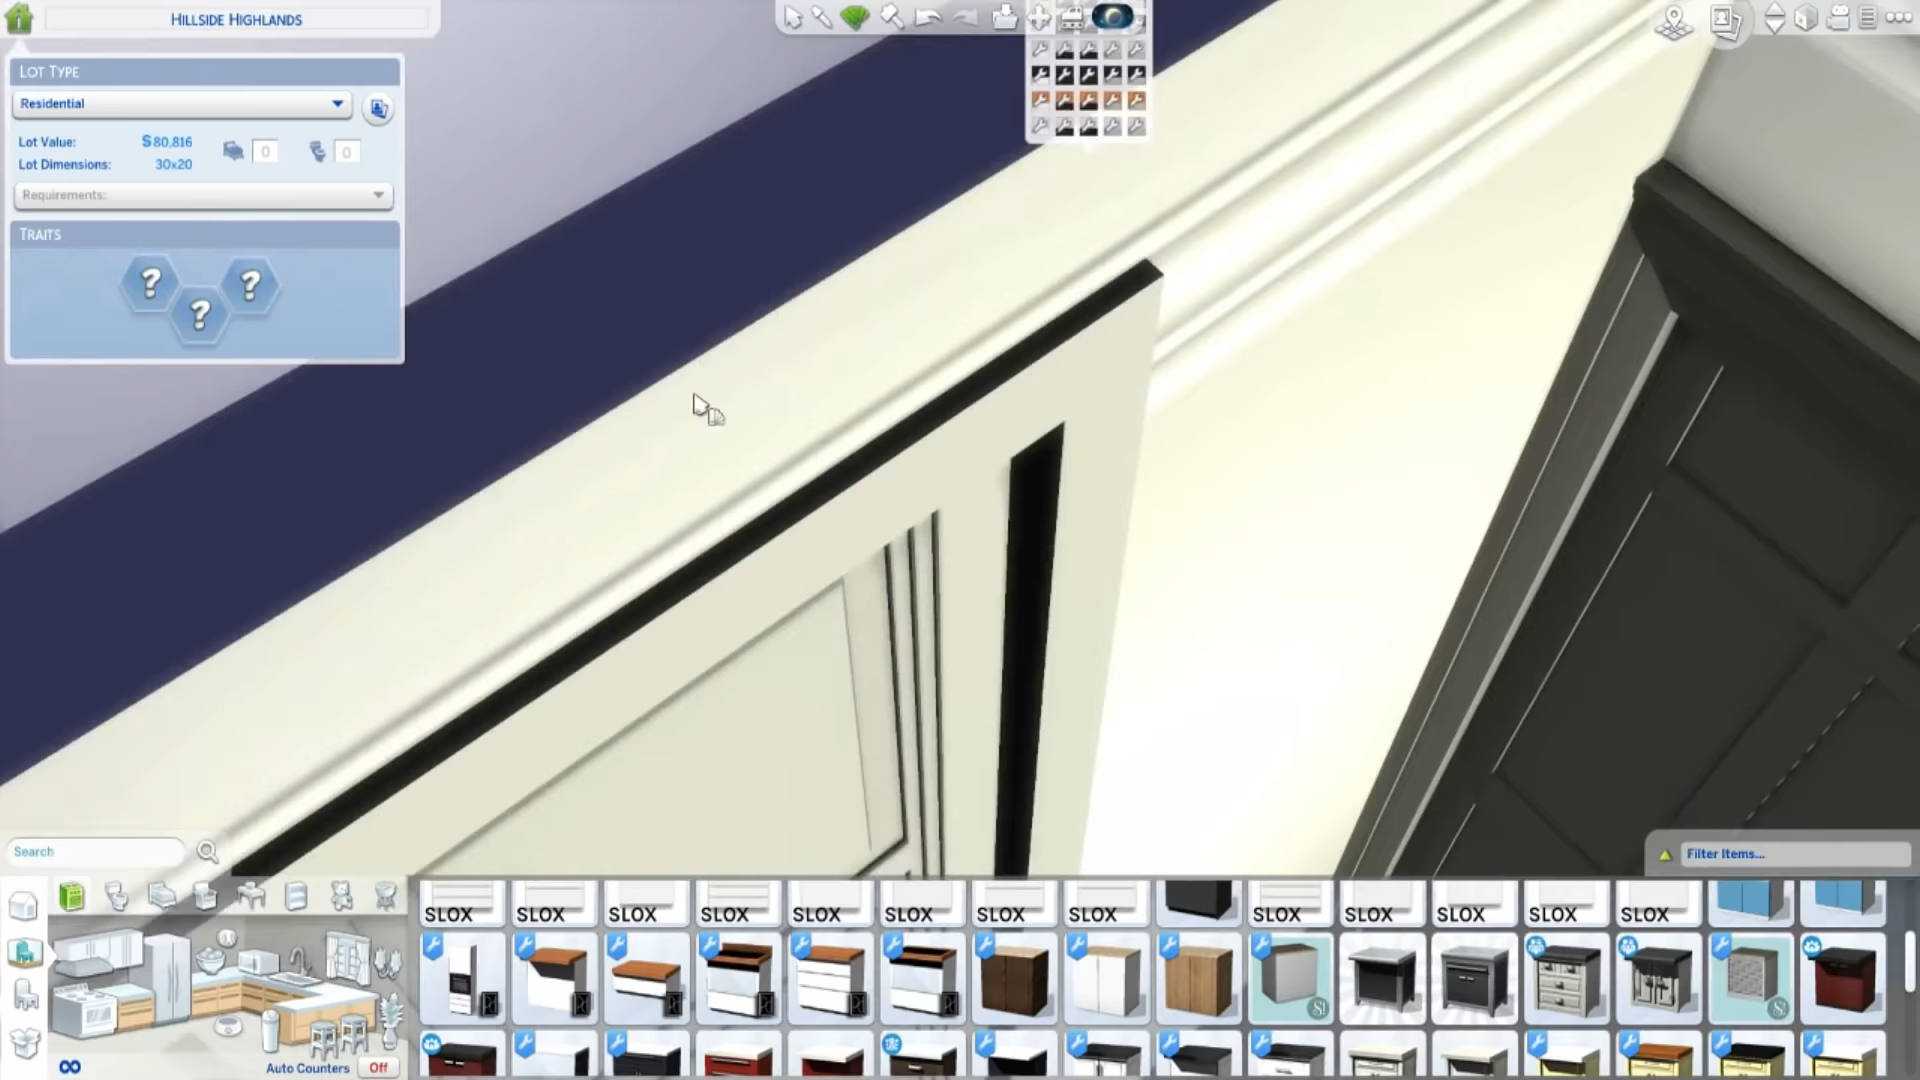 HILLSIDE HIGHLANDS
LOT TYPE
Residential
Lot Value: $80,816 0 0
Lot Dimensions: 30x20
Requirements:
TRAITS
? ? ?
Search
Filter Items...
SLOX SLOX SLOX SLOX SLOX SLOX SLOX SLOX SLOX SLOX SLOX SLOX SLOX
Auto Counters Off